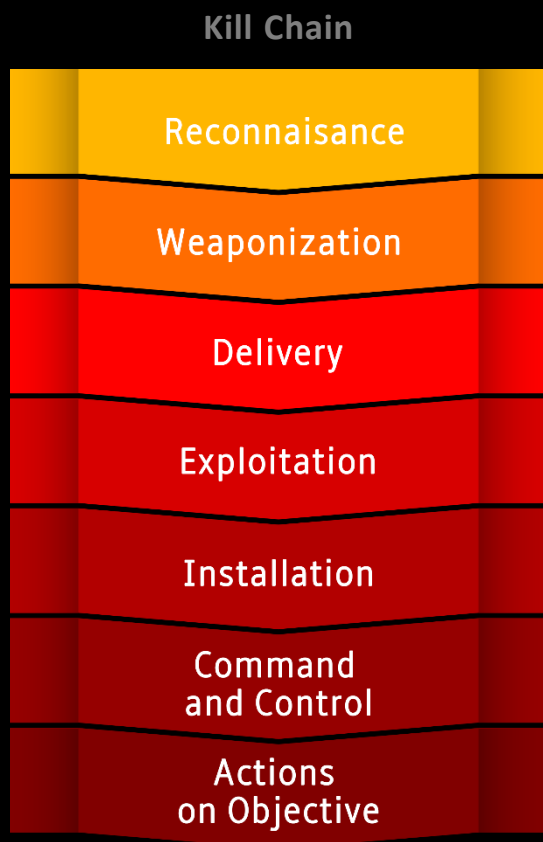 Kill Chain
Reconnaisance
Weaponization
Delivery
Exploitation
Installation
Command
and Control
Actions
on Objective